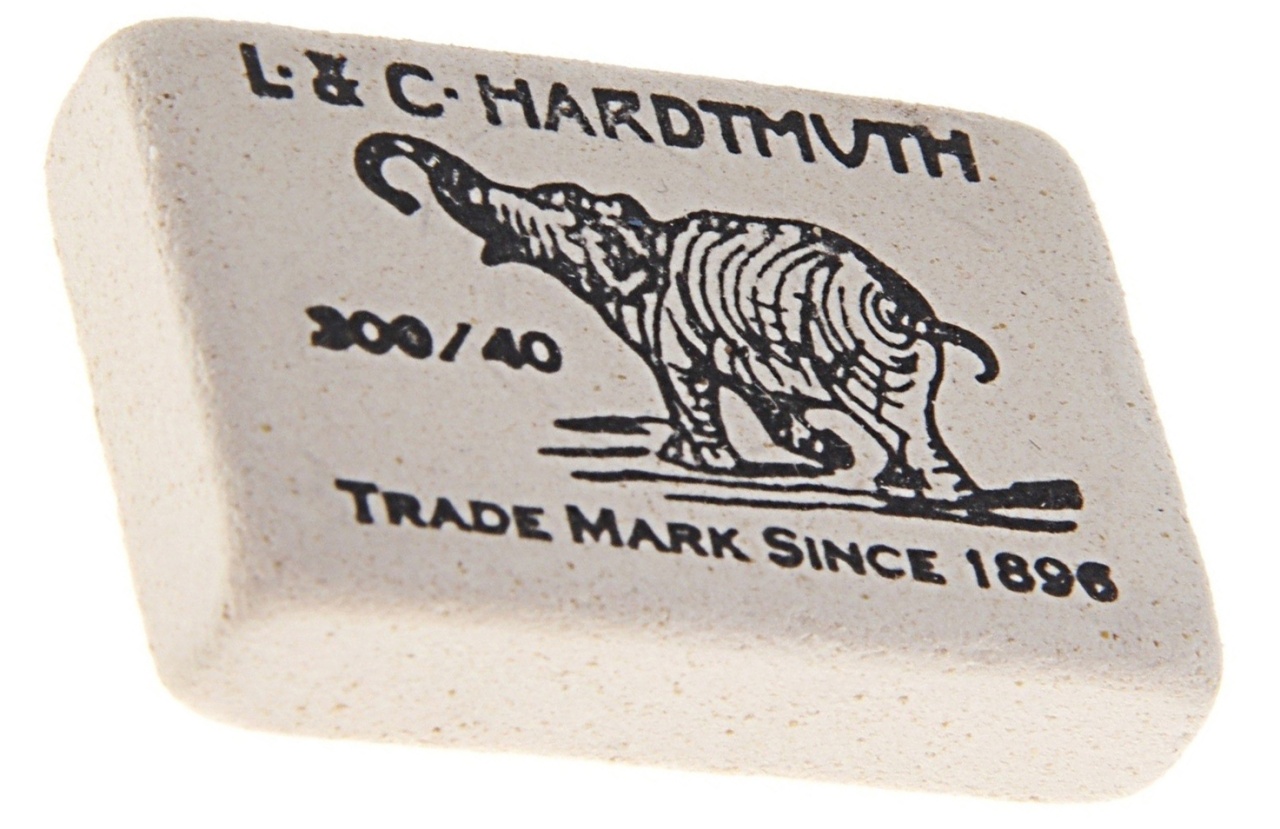 L. & C. HARDTMUTH
300/40
TRADE MARK SINCE 1896